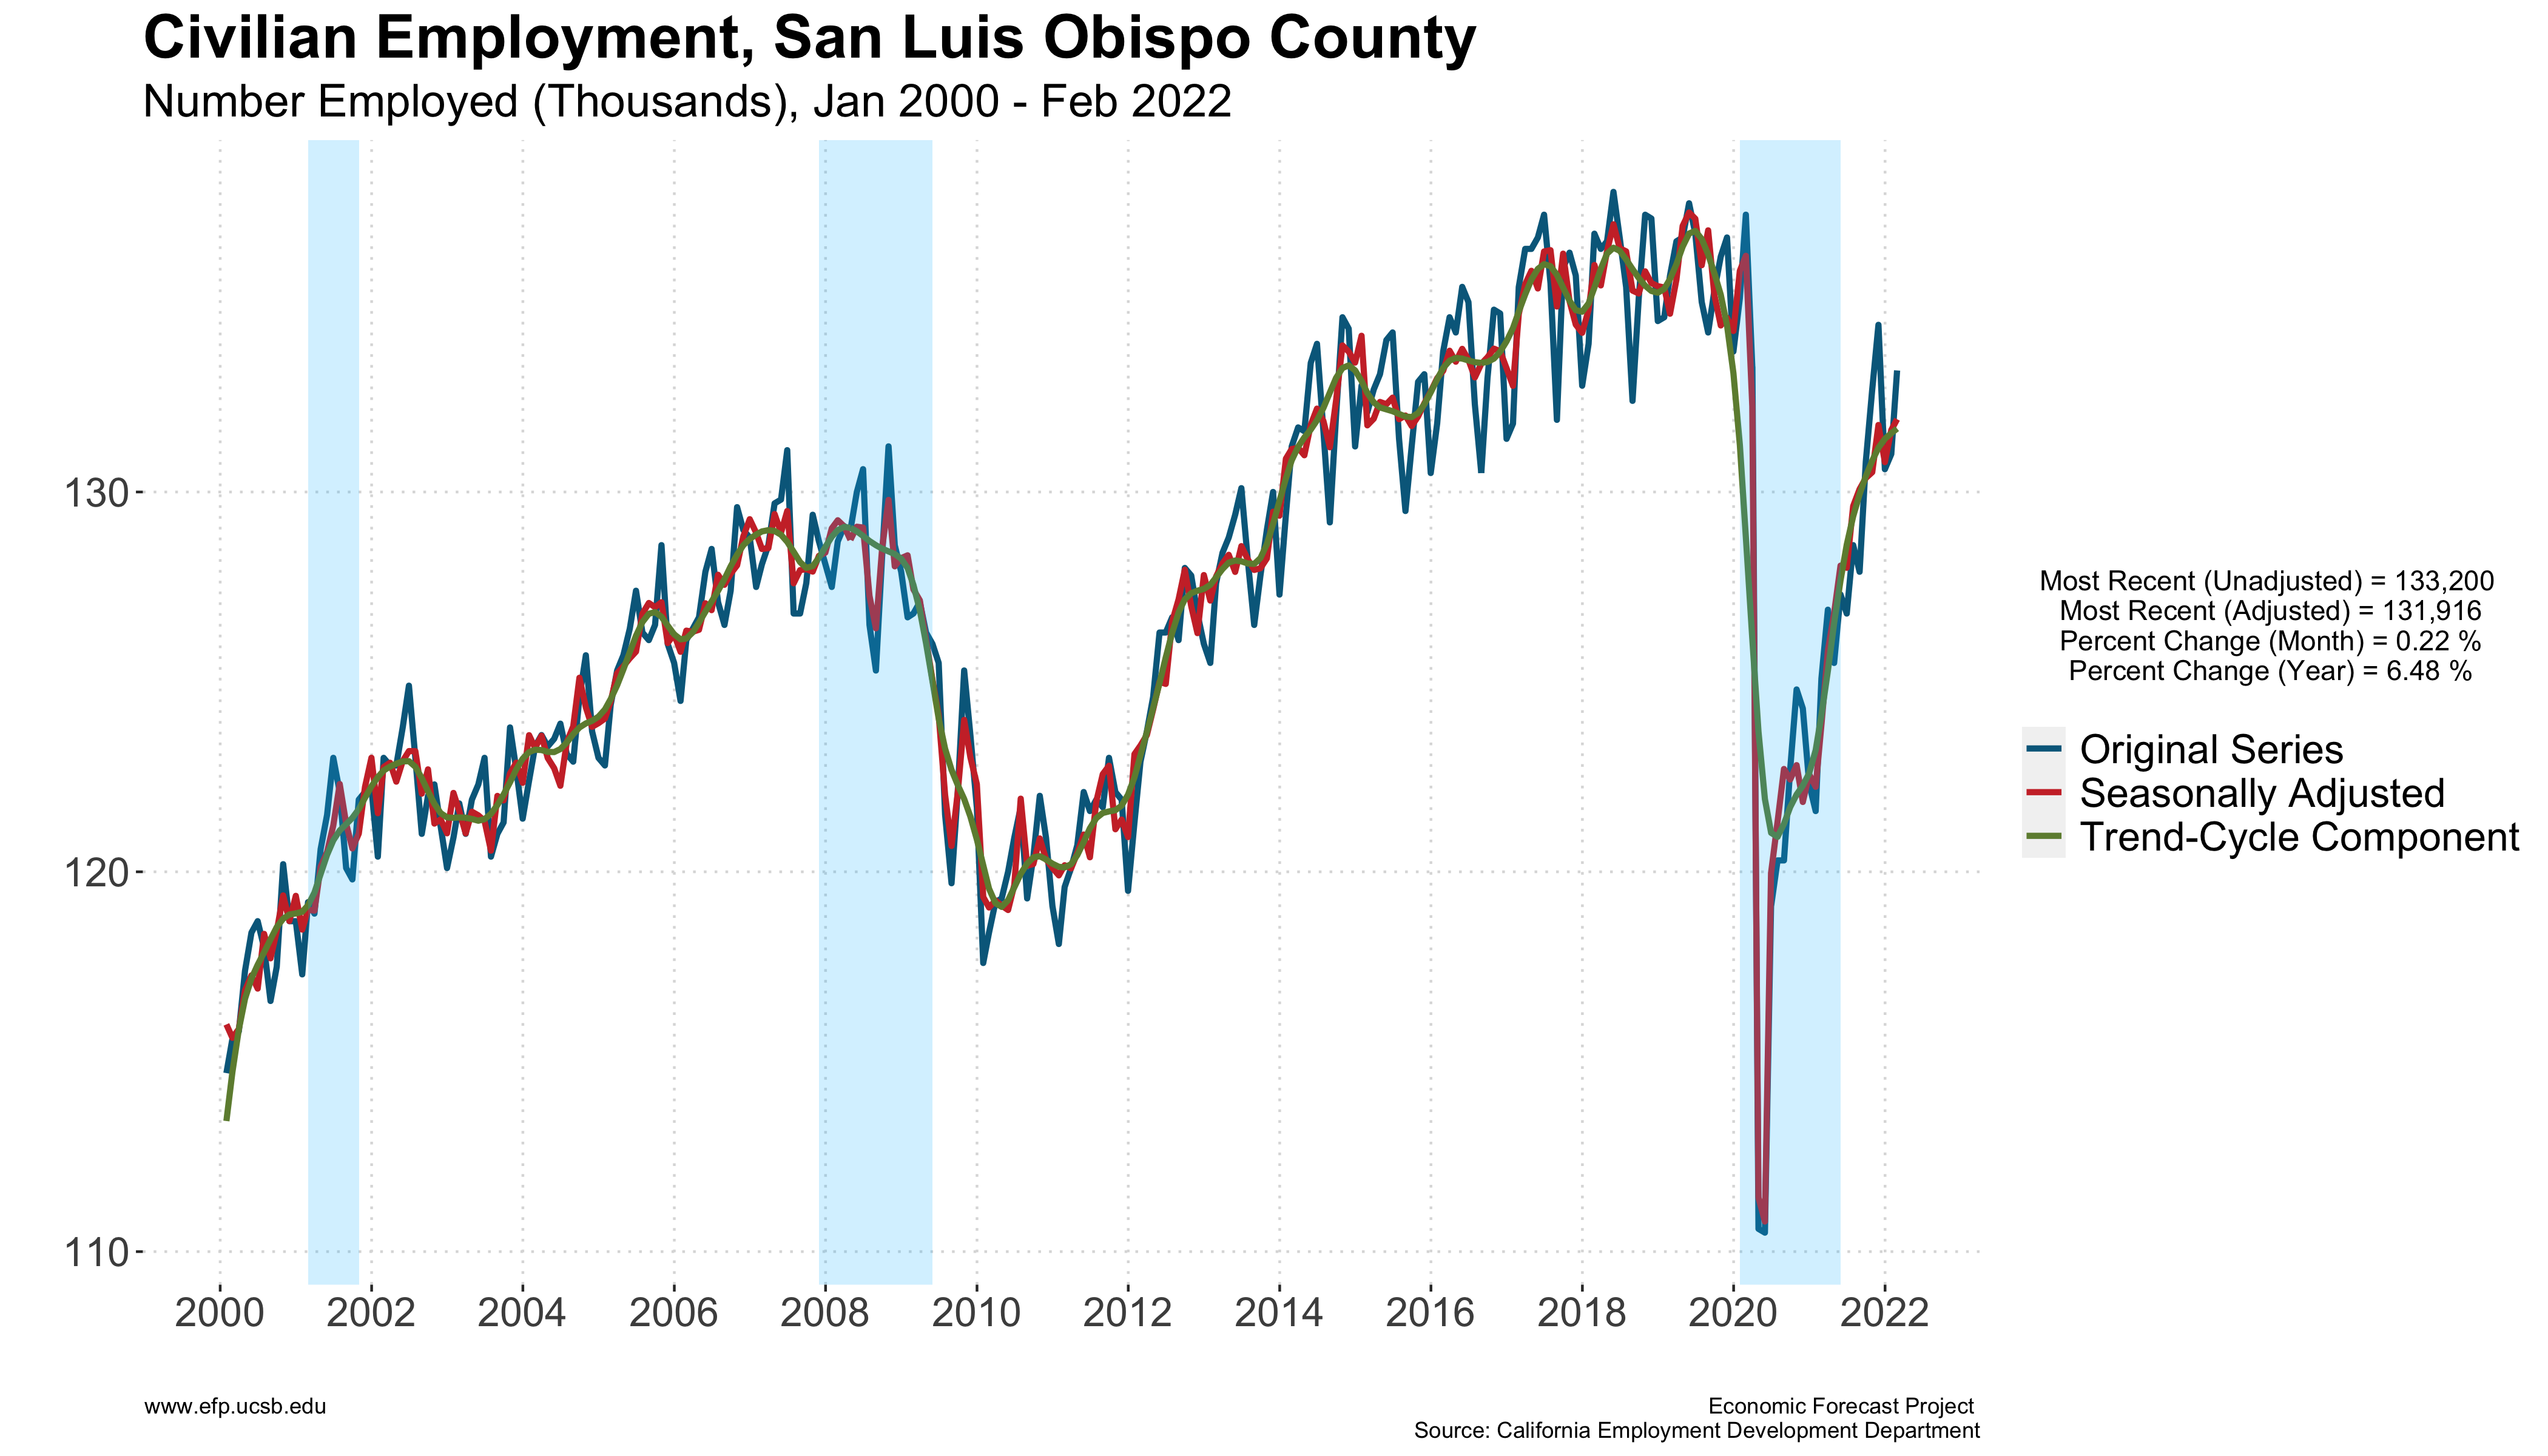 Civilian Employment, San Luis Obispo County
Number Employed (Thousands), Jan 2000 - Feb 2022
130
120
110
2000 2002 2004 2006 2008 2010 2012 2014 2016 2018 2020 2022
Most Recent (Unadjusted) = 133,200
Most Recent (Adjusted) = 131,916
Percent Change (Month) = 0.22 %
Percent Change (Year) = 6.48 %
Original Series
Seasonally Adjusted
Trend-Cycle Component
www.efp.ucsb.edu
Economic Forecast Project
Source: California Employment Development Department